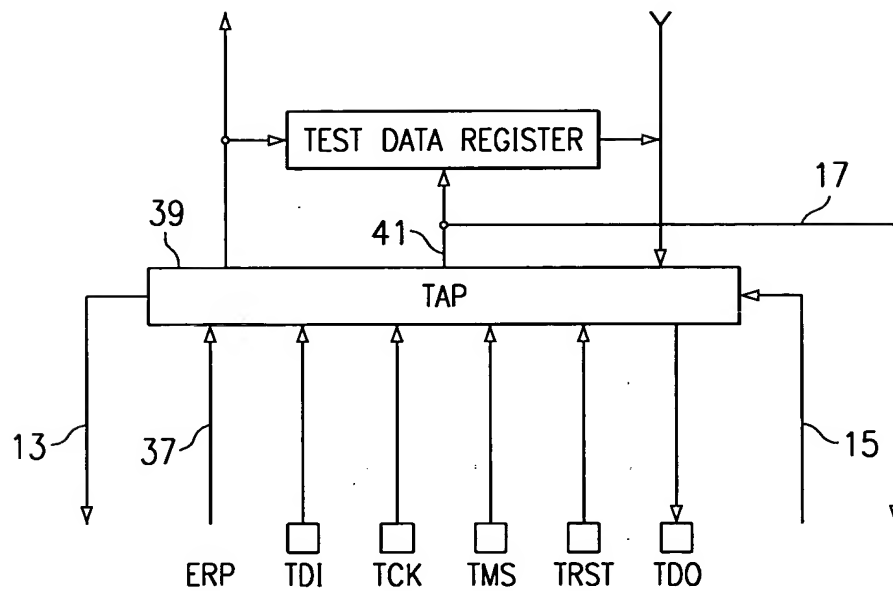 TEST DATA REGISTER
17
39
41
TAP
13
37
15
ERP TDI TCK TMS TRST TDO